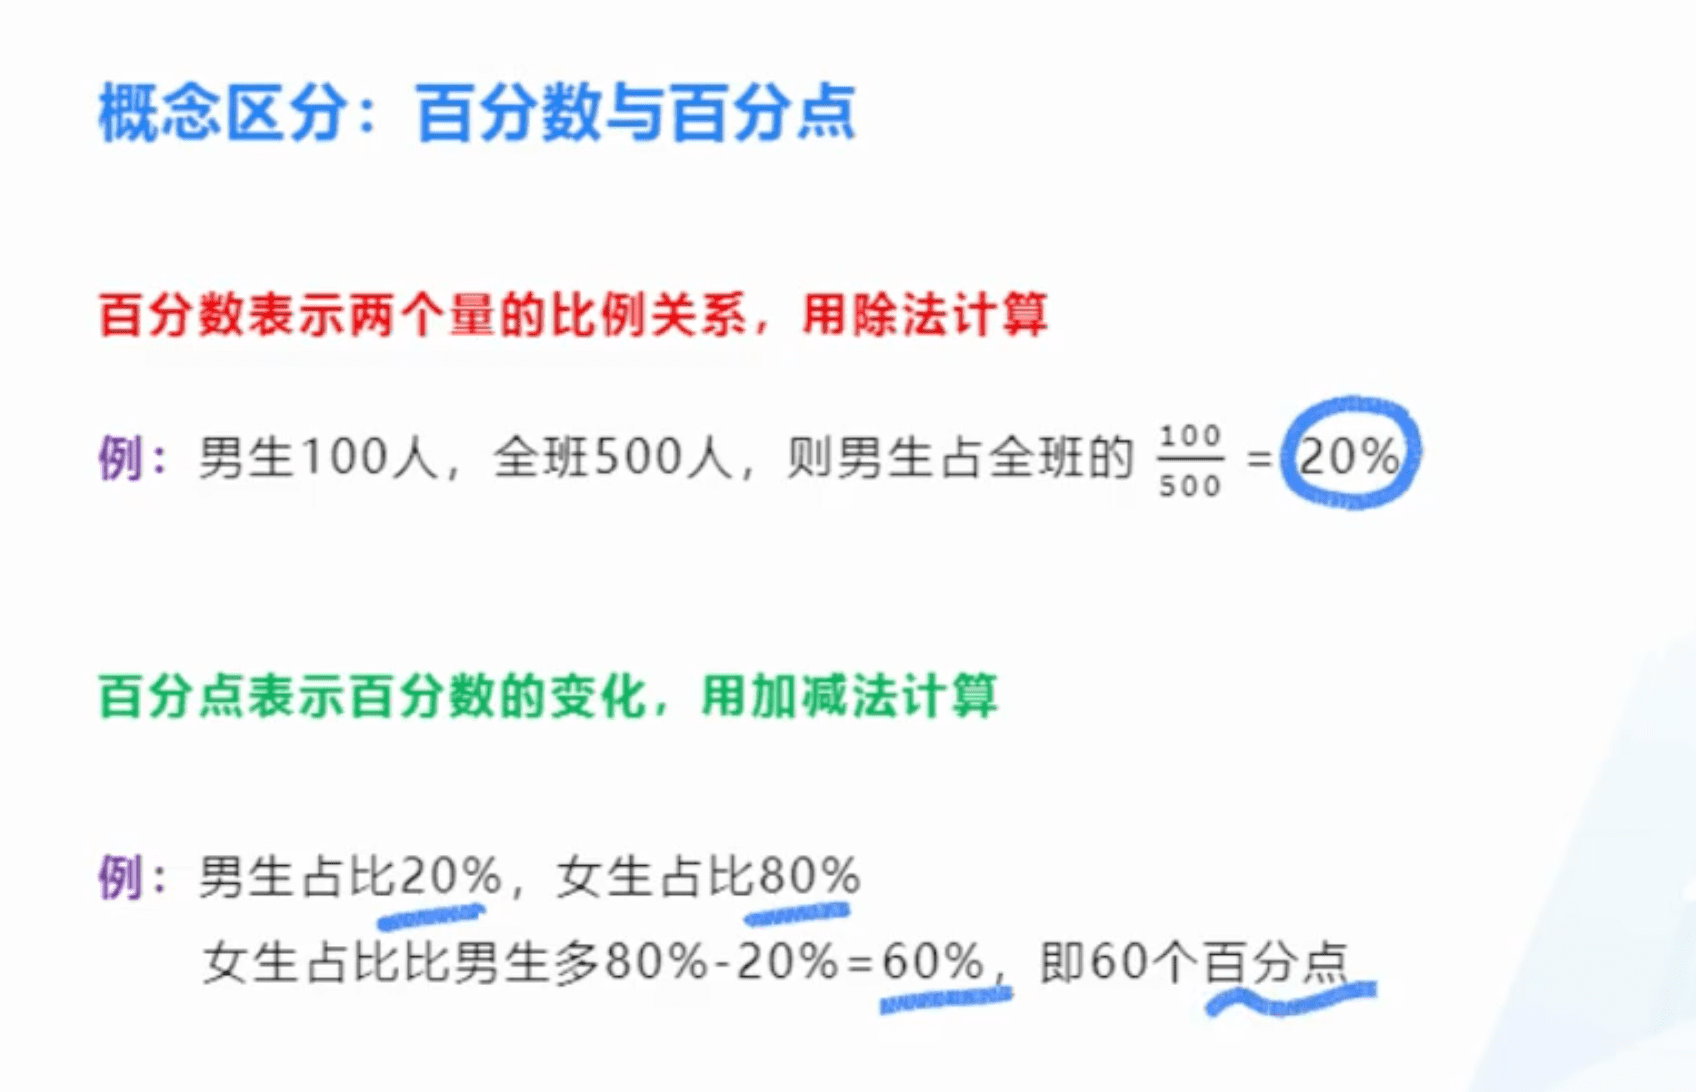 概念区分：百分数与百分点
百分数表示两个量的比例关系，用除法计算
例：男生100人，全班500人，则男生占全班的 100/500 = 20%
百分点表示百分数的变化，用加减法计算
例：男生占比20%，女生占比80%
女生占比比男生多80%-20%=60%，即60个百分点